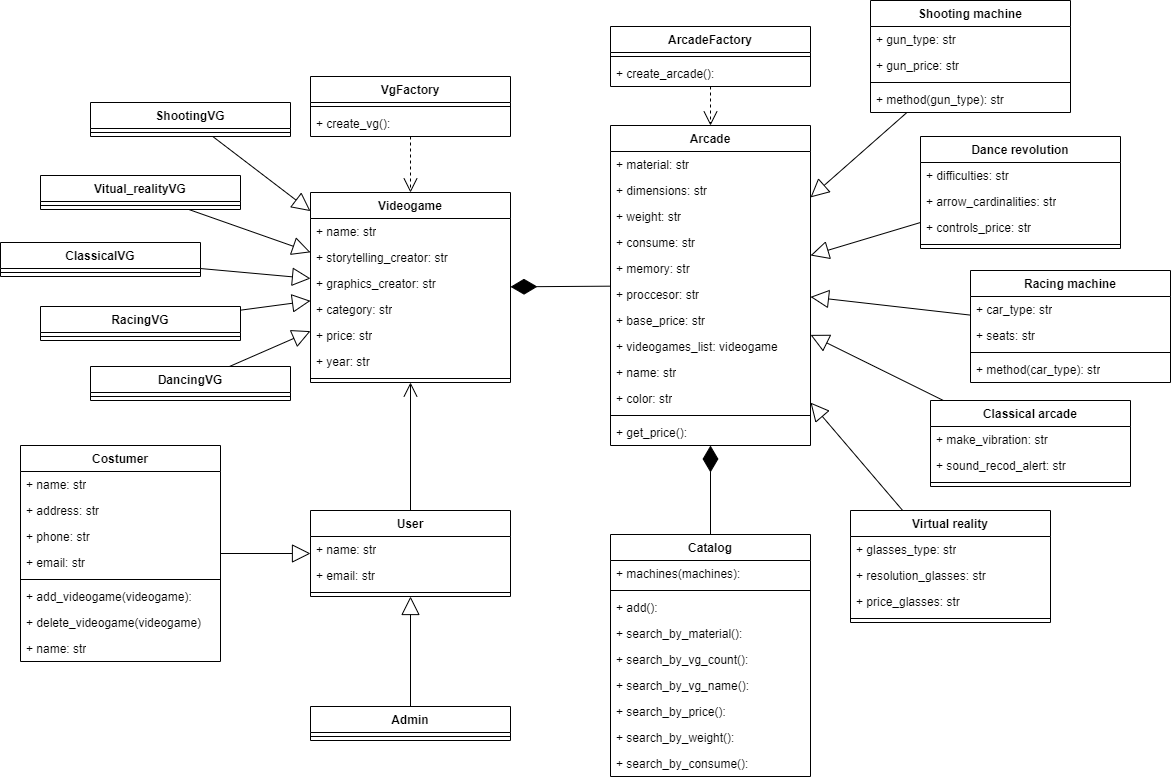 Shooting machine
+ gun_type: str
+ gun_price: str
+ method(gun_type): str
ArcadeFactory
+ create_arcade():
VgFactory
+ create_vg():
ShootingVG
Vitual_realityVG
ClassicalVG
RacingVG
DancingVG
Videogame
+ name: str
+ storytelling_creator: str
+ graphics_creator: str
+ category: str
+ price: str
+ year: str
Arcade
+ material: str
+ dimensions: str
+ weight: str
+ consume: str
+ memory: str
+ proccesor: str
+ base_price: str
+ videogames_list: videogame
+ name: str
+ color: str
+ get_price():
Dance revolution
+ difficulties: str
+ arrow_cardinalities: str
+ controls_price: str
Racing machine
+ car_type: str
+ seats: str
+ method(car_type): str
Classical arcade
+ make_vibration: str
+ sound_recod_alert: str
Virtual reality
+ glasses_type: str
+ resolution_glasses: str
+ price_glasses: str
Costumer
+ name: str
+ address: str
+ phone: str
+ email: str
+ add_videogame(videogame):
+ delete_videogame(videogame)
+ name: str
User
+ name: str
+ email: str
Admin
Catalog
+ machines(machines):
+ add():
+ search_by_material():
+ search_by_vg_count():
+ search_by_vg_name():
+ search_by_price():
+ search_by_weight():
+ search_by_consume():